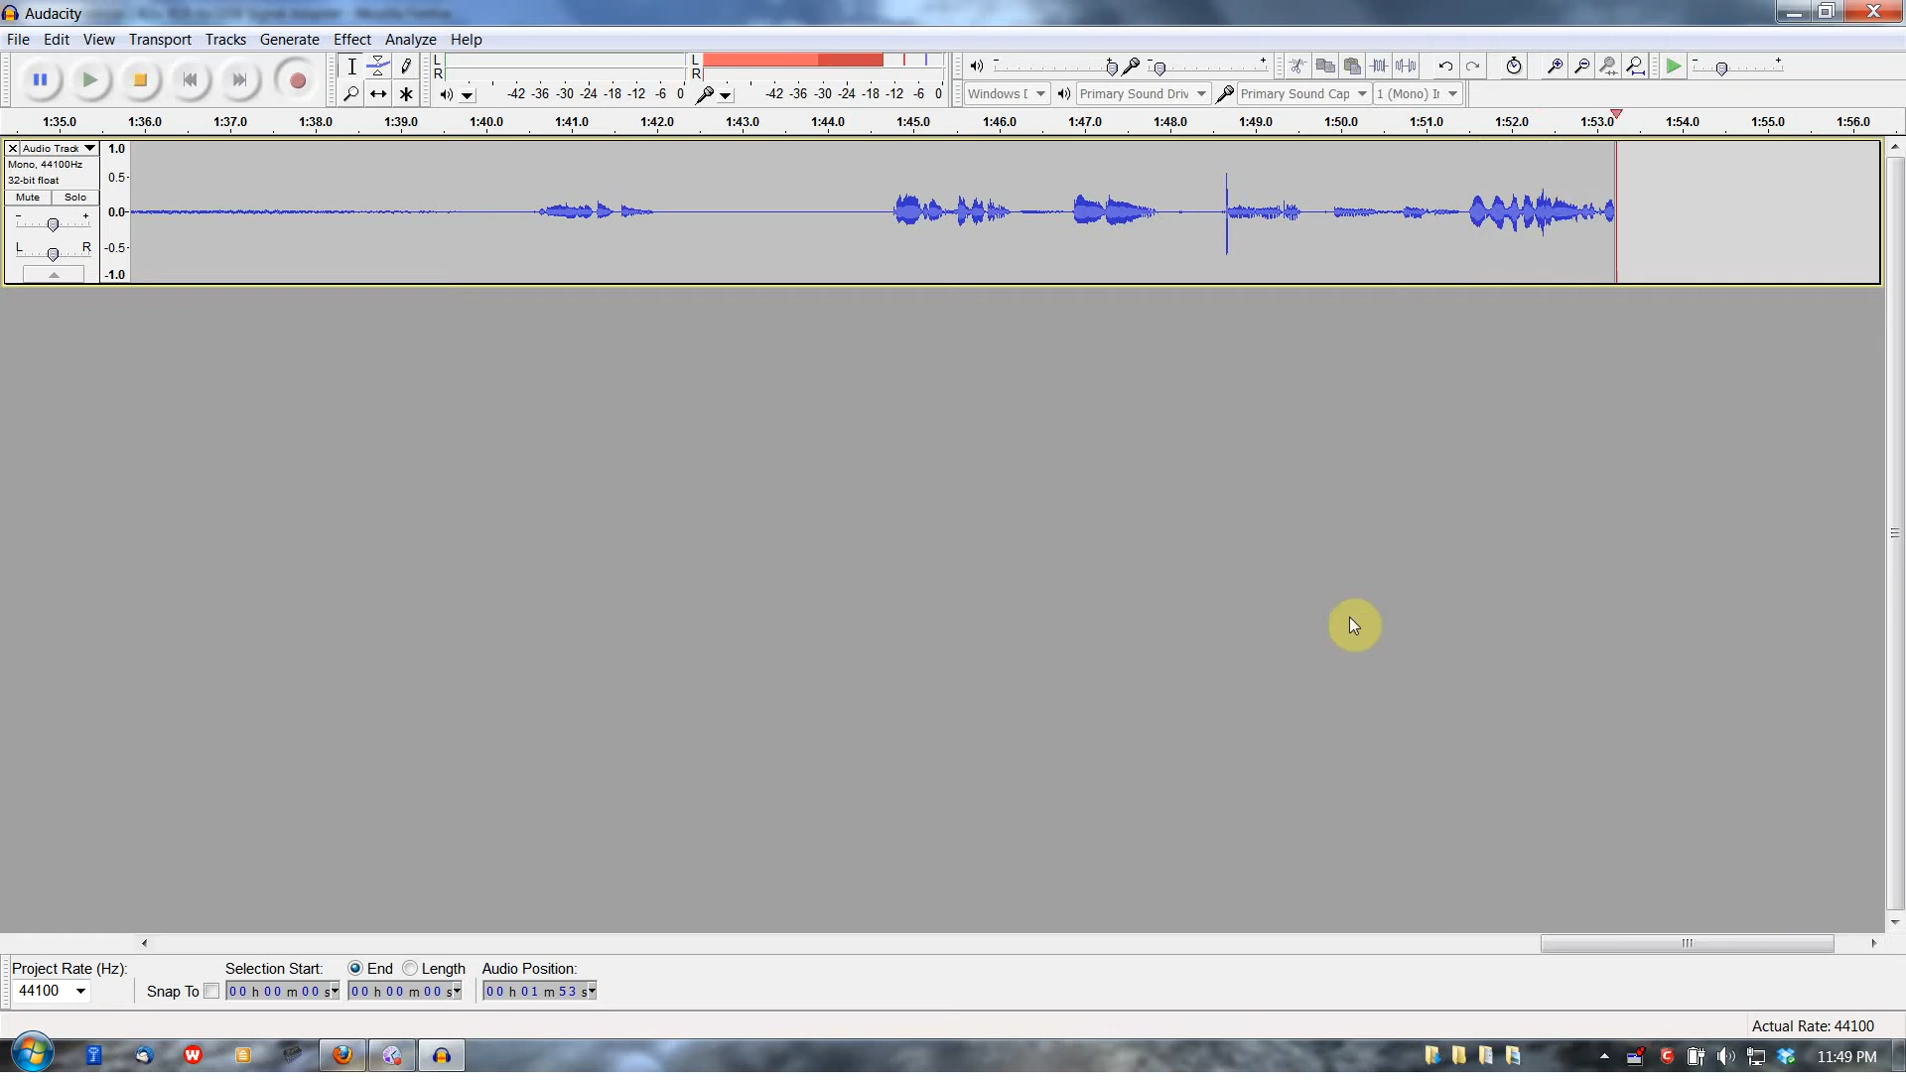 Audacity
File Edit View Transport Tracks Generate Effect Analyze Help
L
R
-42 -36 -30 -24 -18 -12 -6 0
L
R
-42 -36 -30 -24 -18 -12 -6 0
Windows D Primary Sound Driv Primary Sound Cap 1 (Mono) In
1:35.0 1:36.0 1:37.0 1:38.0 1:39.0 1:40.0 1:41.0 1:42.0 1:43.0 1:44.0 1:45.0 1:46.0 1:47.0 1:48.0 1:49.0 1:50.0 1:51.0 1:52.0 1:53.0 1:54.0 1:55.0 1:56.0
Audio Track
Mono, 44100Hz
32-bit float
Mute Solo
- +
L R
1.0
0.5-
0.0-
-0.5-
-1.0
Project Rate (Hz): Selection Start: End Length Audio Position:
44100 Snap To 00 h 00 m 00 s 00 h 00 m 00 s 00 h 01 m 53 s
Actual Rate: 44100
11:49 PM